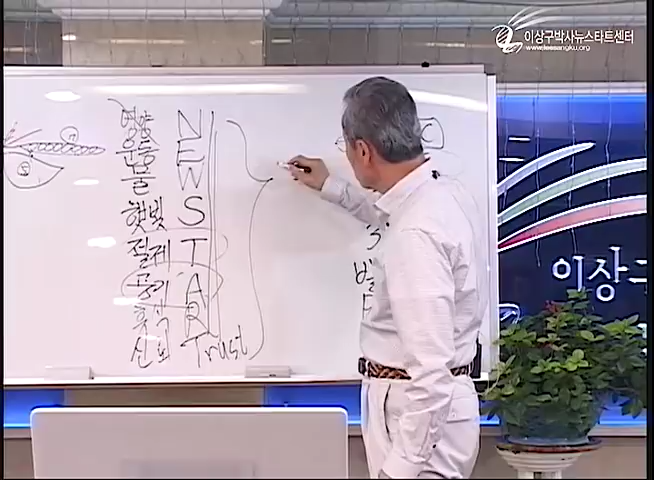 이상구박사뉴스타트센터
www.leesangku.org
영양 N
운동 E
물 W
햇빛 S
절제 T
공기 A
휴식 R
신뢰 Trust
C
이상구